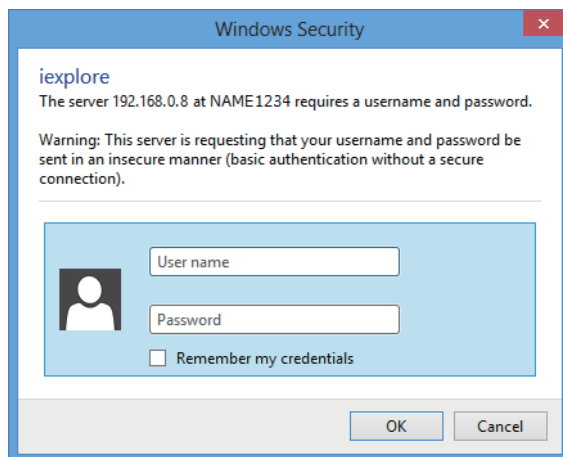 Windows Security
iexplore
The server 192.168.0.8 at NAME1234 requires a username and password.
Warning: This server is requesting that your username and password be
sent in an insecure manner (basic authentication without a secure
connection).
User name
Password
Remember my credentials
OK Cancel